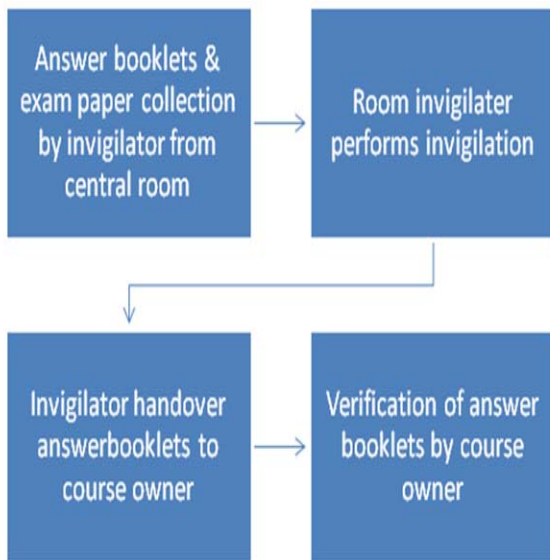 Answer booklets &
exam paper collection
by invigilator from
central room
Room invigilater
performs invigilation
Invigilator handover
answerbooklets to
course owner
Verification of answer
booklets by course
owner